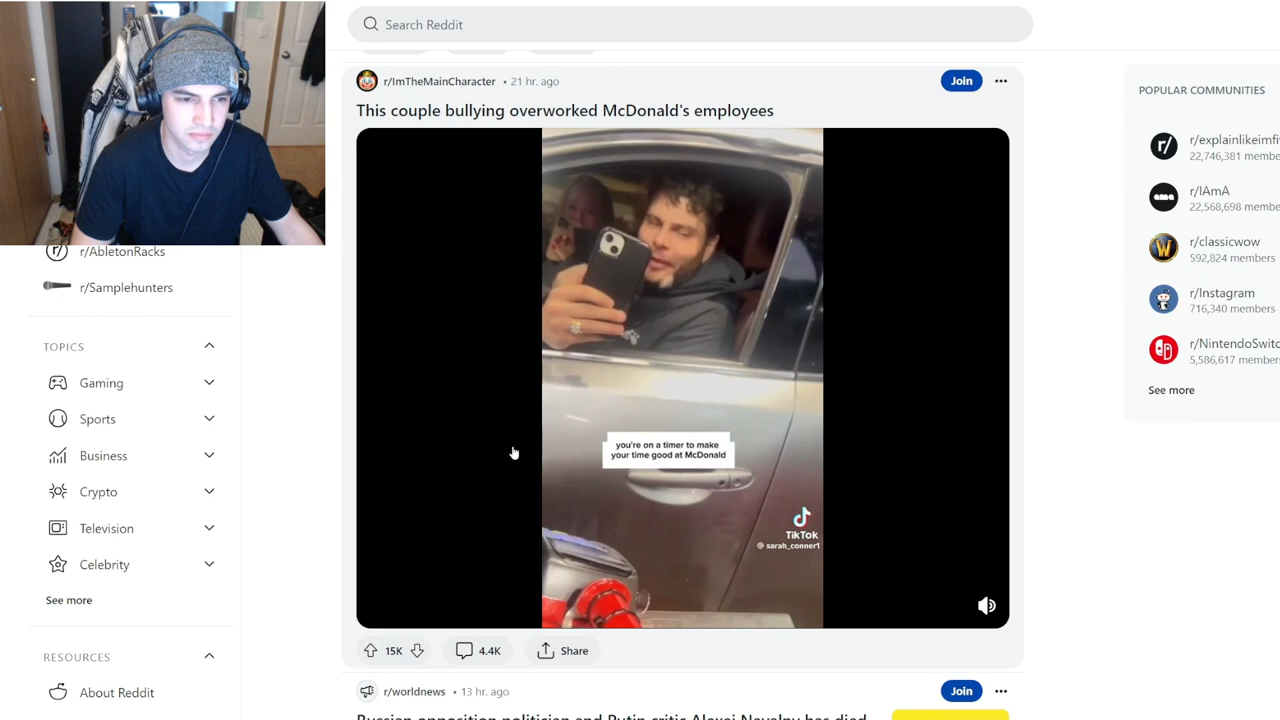 Search Reddit
r/ImTheMainCharacter • 21 hr. ago
Join
This couple bullying overworked McDonald's employees
you're on a timer to make
your time good at McDonald
TikTok
@ sarah_conner1
15K
4.4K
Share
r/worldnews • 13 hr. ago
Join
Russian opposition politician and Putin critic Alexei Navalny has died
r/AbletonRacks
r/Samplehunters
TOPICS
Gaming
Sports
Business
Crypto
Television
Celebrity
See more
RESOURCES
About Reddit
POPULAR COMMUNITIES
r/explainlikeimfi
22,746,381 membe
r/IAmA
22,568,698 membe
r/classicwow
592,824 members
r/Instagram
716,340 members
r/NintendoSwitc
5,586,617 member
See more